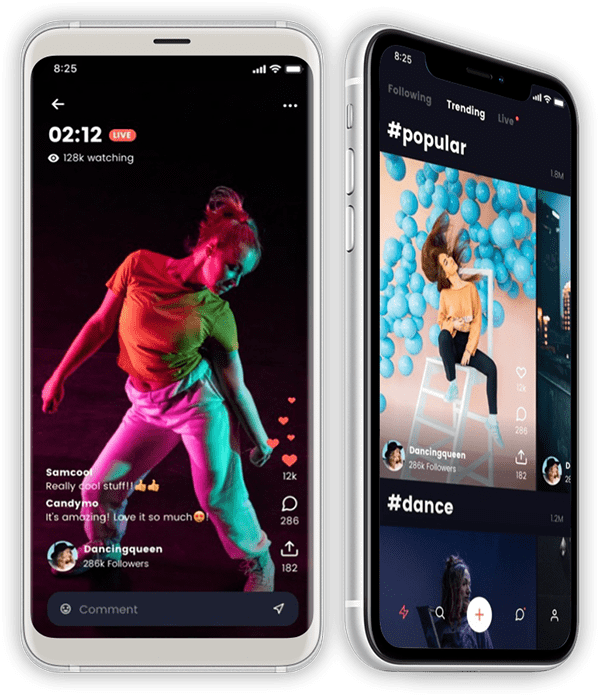 8:25
02:12 LIVE
128k watching
Samcool
Really cool stuff!!!👍👍
Candymo
It's amazing! Love it so much😍!
12k
286
Dancingqueen
286k Followers
182
Comment
8:25
Following
Trending
Live
#popular
1.8M
12k
286
Dancingqueen
286k Followers
182
D
#dance
1.2M